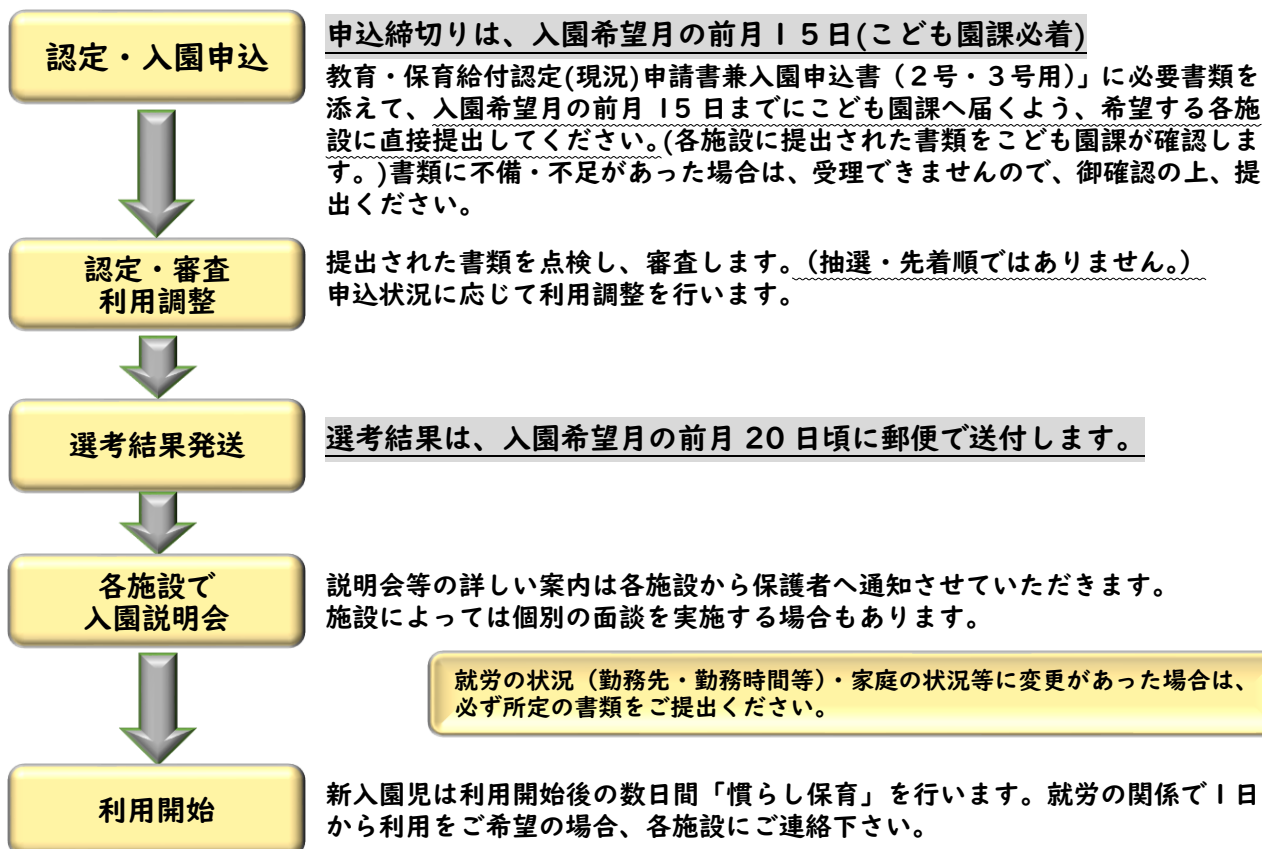 認定・入園申込
申込締切りは、入園希望月の前月１５日(こども園課必着)
教育・保育給付認定(現況)申請書兼入園申込書（２号・３号用)」に必要書類を
添えて、入園希望月の前月 15 日までにこども園課へ届くよう、希望する各施
設に直接提出してください。(各施設に提出された書類をこども園課が確認しま
す。)書類に不備・不足があった場合は、受理できませんので、御確認の上、提
出ください。
認定・審査
利用調整
提出された書類を点検し、審査します。（抽選・先着順ではありません。）
申込状況に応じて利用調整を行います。
選考結果発送
選考結果は、入園希望月の前月 20 日頃に郵便で送付します。
各施設で
入園説明会
説明会等の詳しい案内は各施設から保護者へ通知させていただきます。
施設によっては個別の面談を実施する場合もあります。
就労の状況（勤務先・勤務時間等）・家庭の状況等に変更があった場合は、
必ず所定の書類をご提出ください。
利用開始
新入園児は利用開始後の数日間「慣らし保育」を行います。就労の関係で１日
から利用をご希望の場合、各施設にご連絡下さい。